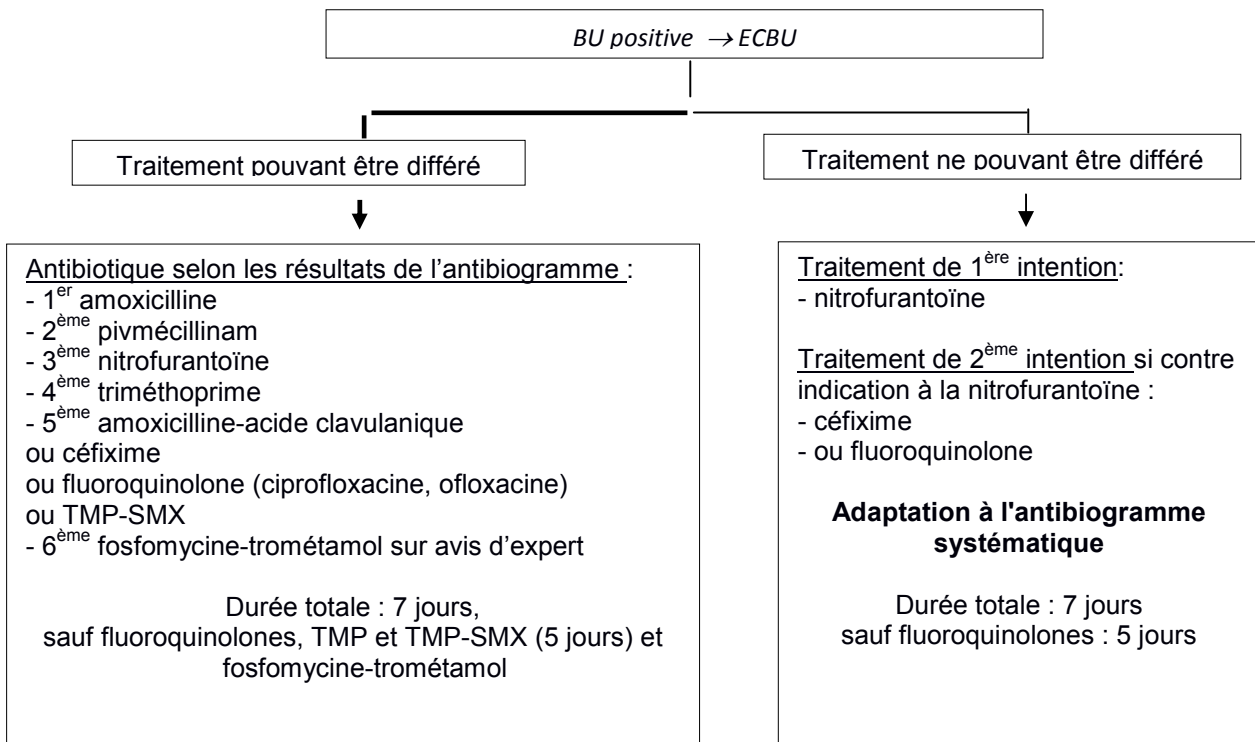 BU positive → ECBU
Traitement pouvant être différé
Antibiotique selon les résultats de l’antibiogramme :
- 1er amoxicilline
- 2ème pivmécillinam
- 3ème nitrofurantoïne
- 4ème triméthoprime
- 5ème amoxicilline-acide clavulanique
ou céfixime
ou fluoroquinolone (ciprofloxacine, ofloxacine)
ou TMP-SMX
- 6ème fosfomycine-trométamol sur avis d’expert
Durée totale : 7 jours,
sauf fluoroquinolones, TMP et TMP-SMX (5 jours) et
fosfomycine-trométamol
Traitement ne pouvant être différé
Traitement de 1ère intention:
- nitrofurantoïne
Traitement de 2ème intention si contre
indication à la nitrofurantoïne :
- céfixime
- ou fluoroquinolone
Adaptation à l'antibiogramme
systématique
Durée totale : 7 jours
sauf fluoroquinolones : 5 jours